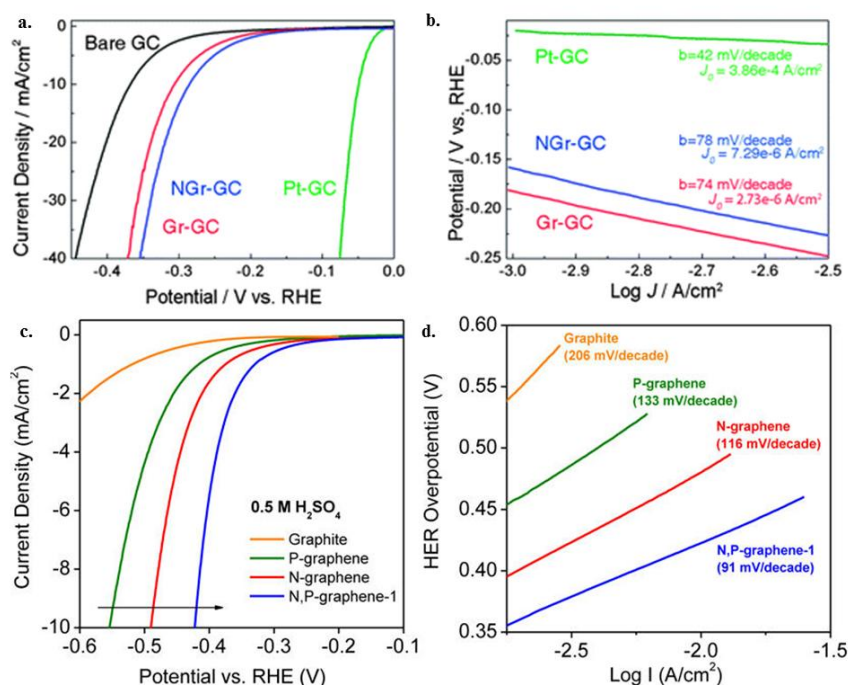 a.
0
-10
-20
-30
-40
Current Density / mA/cm²
Bare GC
NGr-GC
Gr-GC
Pt-GC
-0.4
-0.3
-0.2
-0.1
0.0
Potential / V vs. RHE
b.
-0.05
-0.10
-0.15
-0.20
-0.25
Potential / V vs. RHE
Pt-GC
b=42 mV/decade
J₀ = 3.86e-4 A/cm²
NGr-GC
b=78 mV/decade
J₀ = 7.29e-6 A/cm²
b=74 mV/decade
J₀ = 2.73e-6 A/cm²
Gr-GC
-3.0
-2.9
-2.8
-2.7
-2.6
-2.5
Log J / A/cm²
c.
0
-2
-4
-6
-8
-10
Current Density (mA/cm²)
0.5 M H₂SO₄
Graphite
P-graphene
N-graphene
N,P-graphene-1
-0.6
-0.5
-0.4
-0.3
-0.2
-0.1
Potential vs. RHE (V)
d.
0.60
0.55
0.50
0.45
0.40
0.35
HER Overpotential (V)
Graphite
(206 mV/decade)
P-graphene
(133 mV/decade)
N-graphene
(116 mV/decade)
N,P-graphene-1
(91 mV/decade)
-2.5
-2.0
-1.5
Log I (A/cm²)